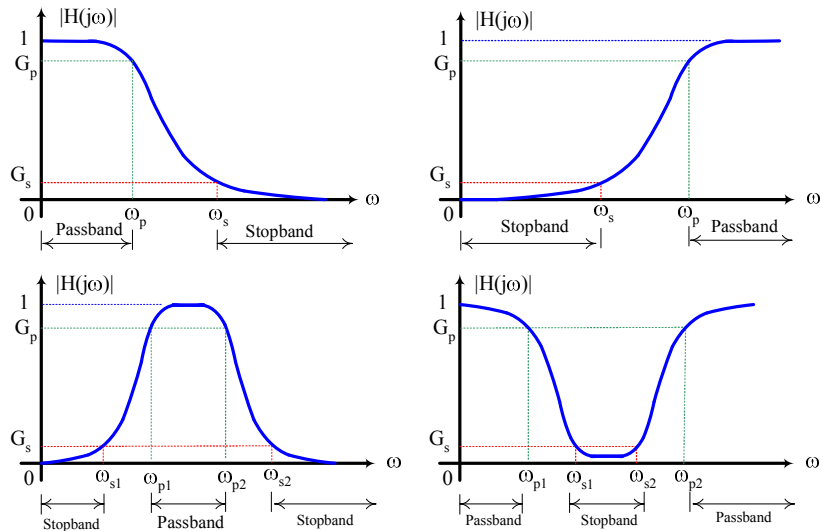 |H(jω)|
1
G_p
G_s
0
ω_p
ω_s
ω
Passband
Stopband
|H(jω)|
1
G_p
G_s
0
ω_s
ω_p
ω
Stopband
Passband
|H(jω)|
1
G_p
G_s
0
ω_s1
ω_p1
ω_p2
ω_s2
ω
Stopband
Passband
Stopband
|H(jω)|
1
G_p
G_s
0
ω_p1
ω_s1
ω_s2
ω_p2
ω
Passband
Stopband
Passband